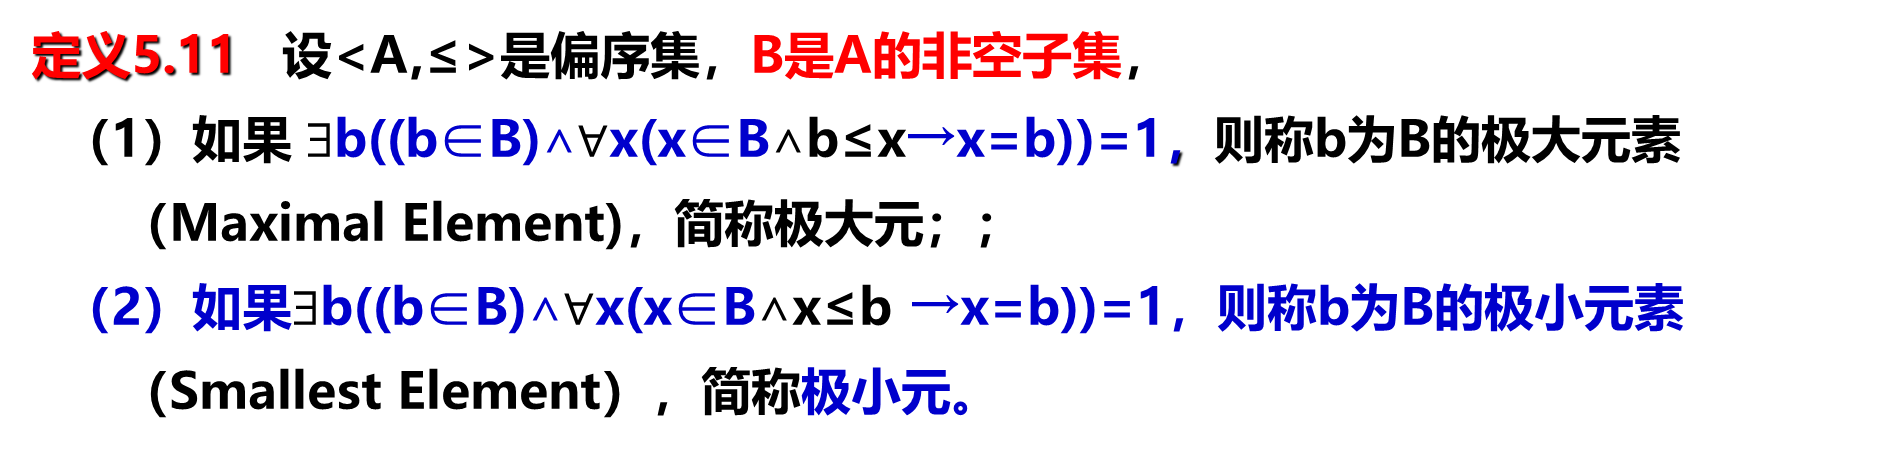 定义5.11 设<A,≤>是偏序集，B是A的非空子集，
(1) 如果 ∃b((b∈B)∧∀x(x∈B∧b≤x→x=b))=1，则称b为B的极大元素
(Maximal Element)，简称极大元；；
(2) 如果∃b((b∈B)∧∀x(x∈B∧x≤b →x=b))=1，则称b为B的极小元素
(Smallest Element) ，简称极小元。